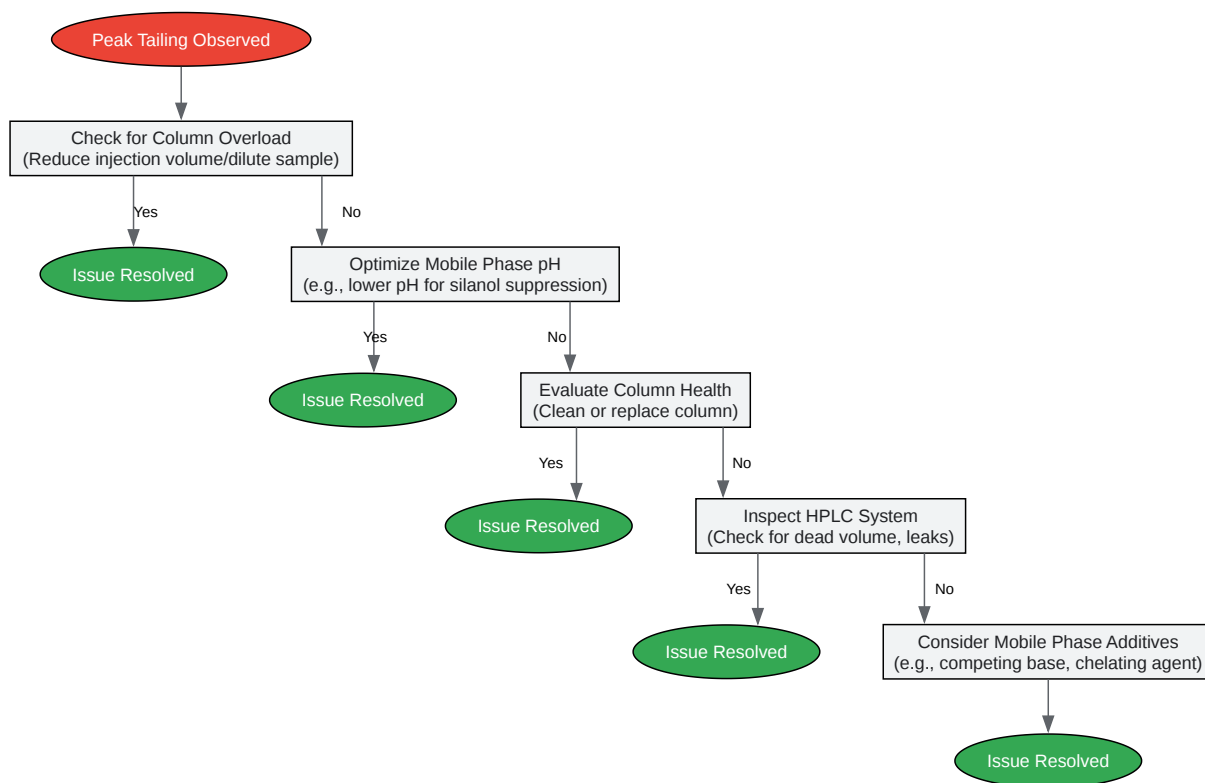 Peak Tailing Observed
Check for Column Overload
(Reduce injection volume/dilute sample)
Yes
No
Issue Resolved
Optimize Mobile Phase pH
(e.g., lower pH for silanol suppression)
Yes
No
Issue Resolved
Evaluate Column Health
(Clean or replace column)
Yes
No
Issue Resolved
Inspect HPLC System
(Check for dead volume, leaks)
Yes
No
Issue Resolved
Consider Mobile Phase Additives
(e.g., competing base, chelating agent)
Issue Resolved